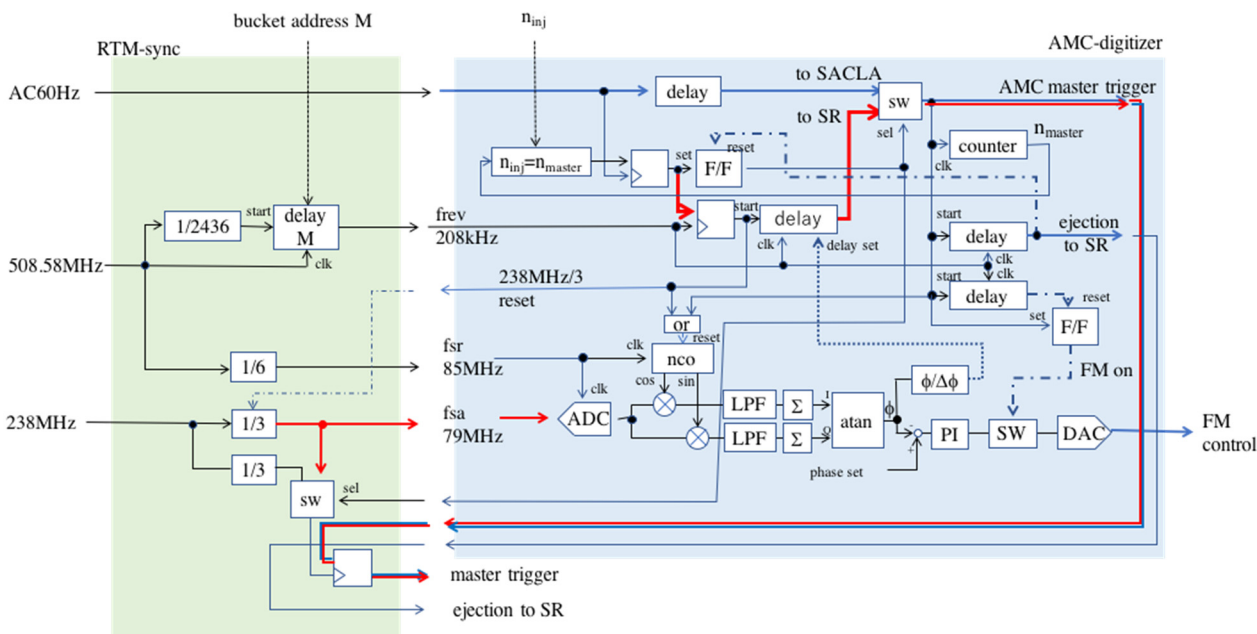 bucket address M
n_inj
RTM-sync
AMC-digitizer
AC60Hz
delay
to SACLA
to SR
sw
sel
AMC master trigger
n_inj=n_master
set
reset
F/F
clk
counter
n_master
1/2436
start
delay
M
clk
frev
208kHz
start
delay
clk
delay set
start
delay
clk
ejection
to SR
508.58MHz
238MHz/3
reset
clk
start
delay
reset
or
reset
set
F/F
FM on
1/6
fsr
85MHz
clk
nco
cos
sin
clk
ADC
238MHz
1/3
fsa
79MHz
LPF
Σ
I
LPF
Σ
Q
atan
ϕ
ϕ/Δϕ
-
+
PI
SW
DAC
FM
control
phase set
1/3
sw
sel
master trigger
ejection to SR